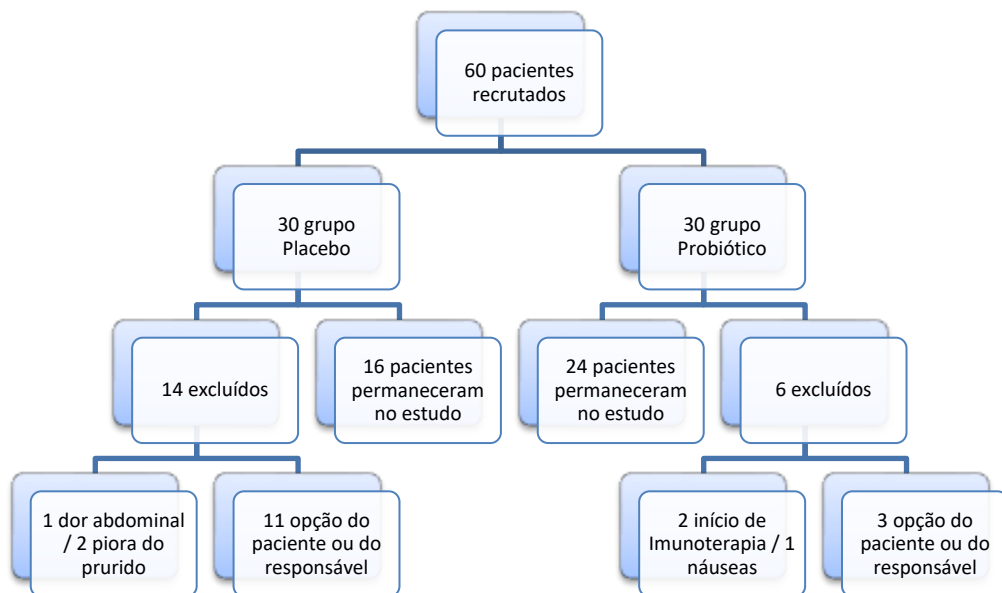 60 pacientes
recrutados
30 grupo
Placebo
30 grupo
Probiótico
14 excluídos
16 pacientes
permaneceram
no estudo
24 pacientes
permaneceram
no estudo
6 excluídos
1 dor abdominal
/ 2 piora do
prurido
11 opção do
paciente ou do
responsável
2 início de
Imunoterapia / 1
náuseas
3 opção do
paciente ou do
responsável